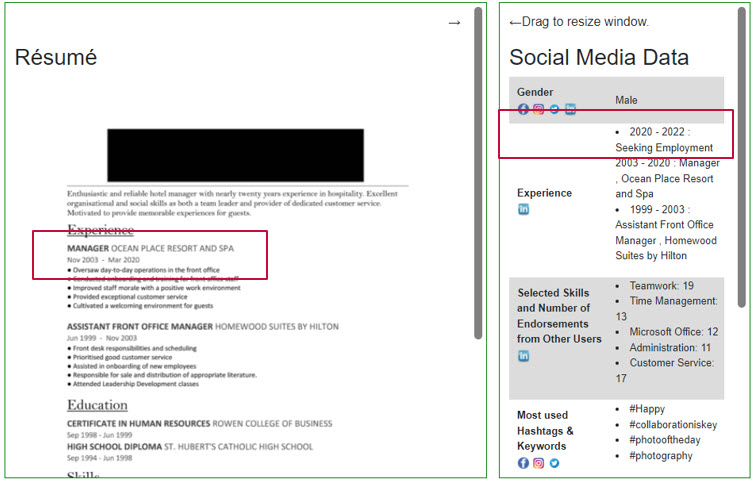 →
Résumé
Enthusiastic and reliable hotel manager with nearly twenty years experience in hospitality. Excellent
organisational and social skills as both a team leader and provider of dedicated customer service.
Motivated to provide memorable experiences for guests.
Experience
MANAGER OCEAN PLACE RESORT AND SPA
Nov 2003 - Mar 2020
● Oversaw day-to-day operations in the front office
● Conducted onboarding and training for front office staff
● Improved staff morale with a positive work environment
● Provided exceptional customer service
● Cultivated a welcoming environment for guests
ASSISTANT FRONT OFFICE MANAGER HOMEWOOD SUITES BY HILTON
Jun 1999 - Nov 2003
● Front desk responsibilities and scheduling
● Prioritised good customer service
● Assisted in onboarding of new employees
● Responsible for sale and distribution of appropriate literature.
● Attended Leadership Development classes
Education
CERTIFICATE IN HUMAN RESOURCES ROWEN COLLEGE OF BUSINESS
Sep 1998 - Jun 1999
HIGH SCHOOL DIPLOMA ST. HUBERT'S CATHOLIC HIGH SCHOOL
Sep 1994 - Jun 1998
Skills
←Drag to resize window.
Social Media Data
Gender
Male
Experience
• 2020 - 2022 :
Seeking Employment
2003 - 2020 : Manager
, Ocean Place Resort
and Spa
• 1999 - 2003 :
Assistant Front Office
Manager , Homewood
Suites by Hilton
Selected Skills
and Number of
Endorsements
from Other Users
• Teamwork: 19
• Time Management:
13
• Microsoft Office: 12
• Administration: 11
• Customer Service:
17
Most used
Hashtags &
Keywords
• #Happy
• #collaborationiskey
• #photooftheday
• #photography